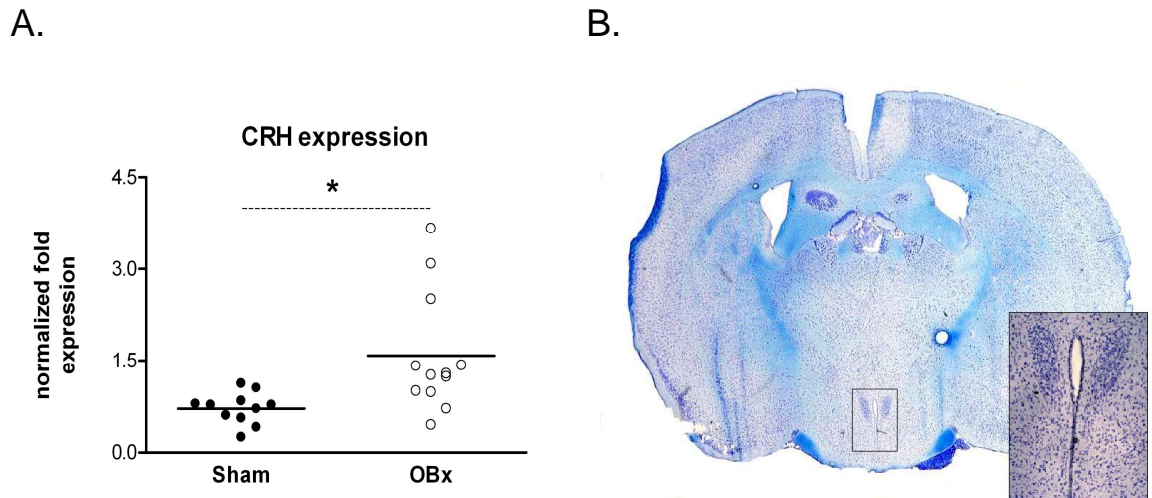 A.
B.
CRH expression
*
normalized fold
expression
4.5
3.0
1.5
0.0
Sham
OBx